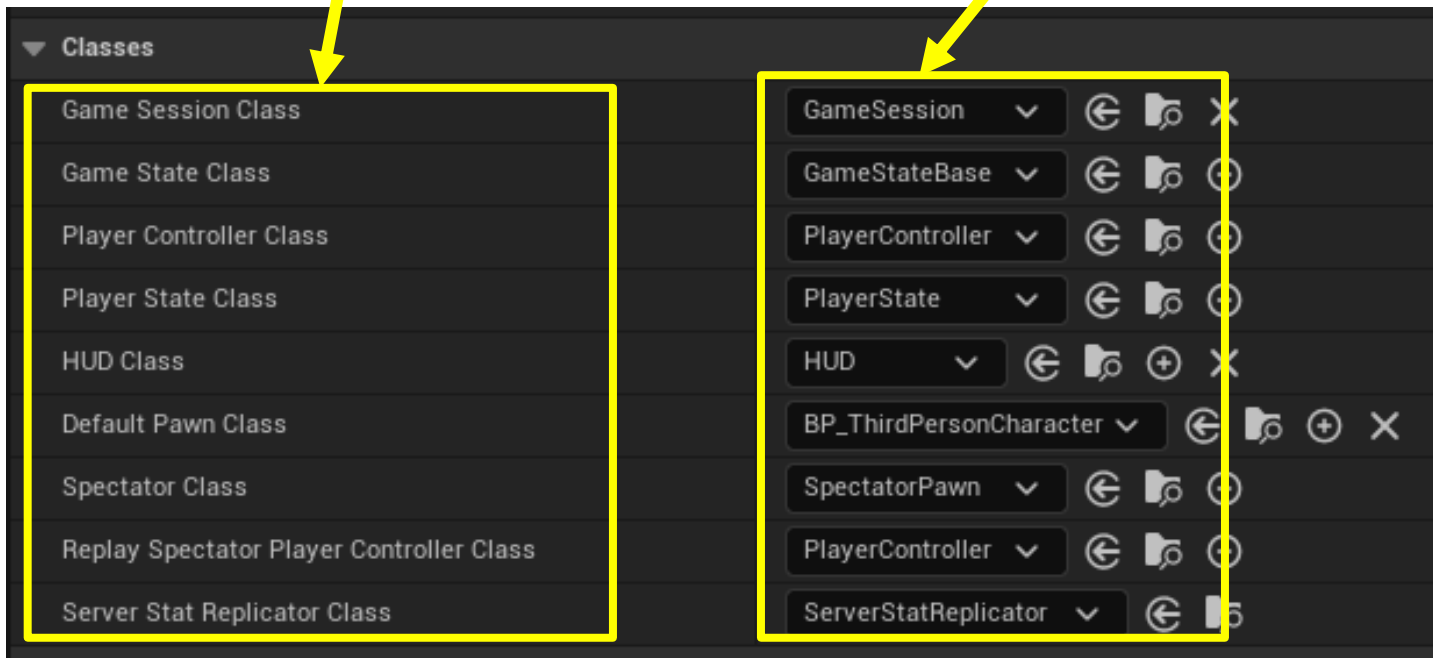 Classes
Game Session Class GameSession
Game State Class GameStateBase
Player Controller Class PlayerController
Player State Class PlayerState
HUD Class HUD
Default Pawn Class BP_ThirdPersonCharacter
Spectator Class SpectatorPawn
Replay Spectator Player Controller Class PlayerController
Server Stat Replicator Class ServerStatReplicator